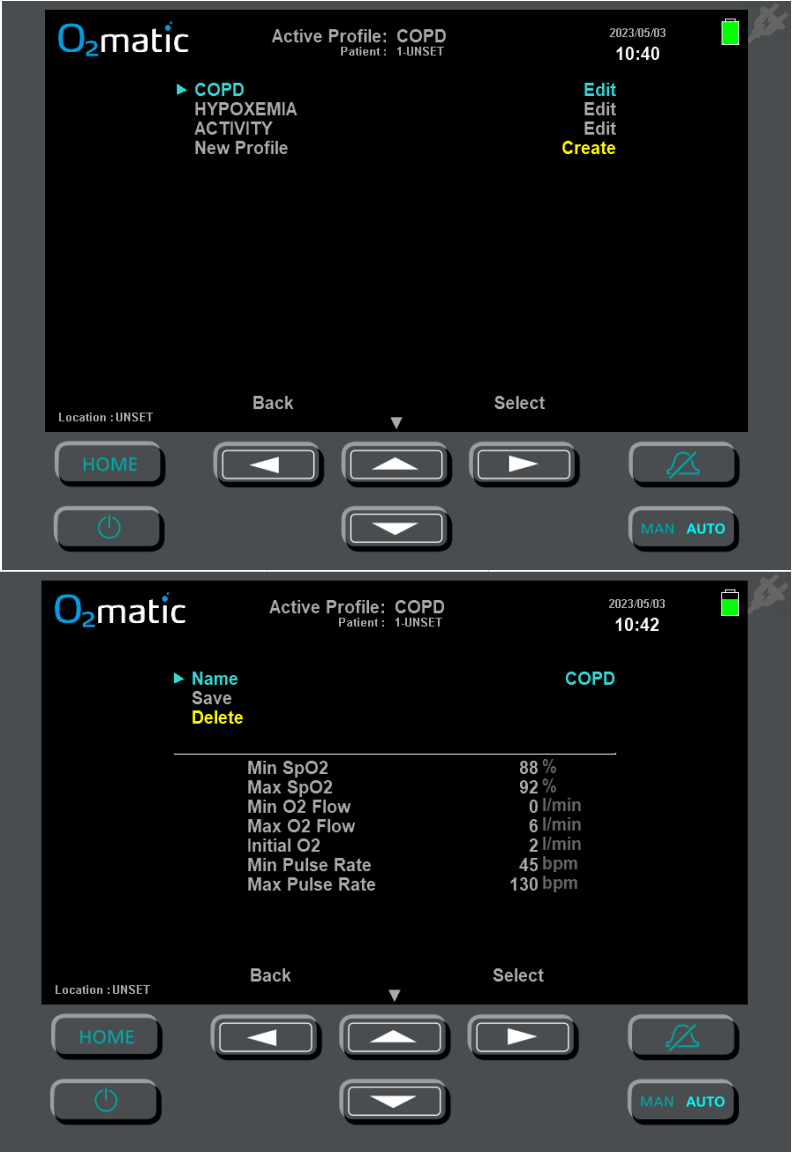 O2matic
Active Profile: COPD
Patient : 1-UNSET
2023/05/03
10:40
COPD Edit
HYPOXEMIA Edit
ACTIVITY Edit
New Profile Create
Back Select
Location : UNSET
HOME
MAN AUTO
O2matic
Active Profile: COPD
Patient : 1-UNSET
2023/05/03
10:42
Name COPD
Save
Delete
Min SpO2 88 %
Max SpO2 92 %
Min O2 Flow 0 l/min
Max O2 Flow 6 l/min
Initial O2 2 l/min
Min Pulse Rate 45 bpm
Max Pulse Rate 130 bpm
Back Select
Location : UNSET
HOME
MAN AUTO